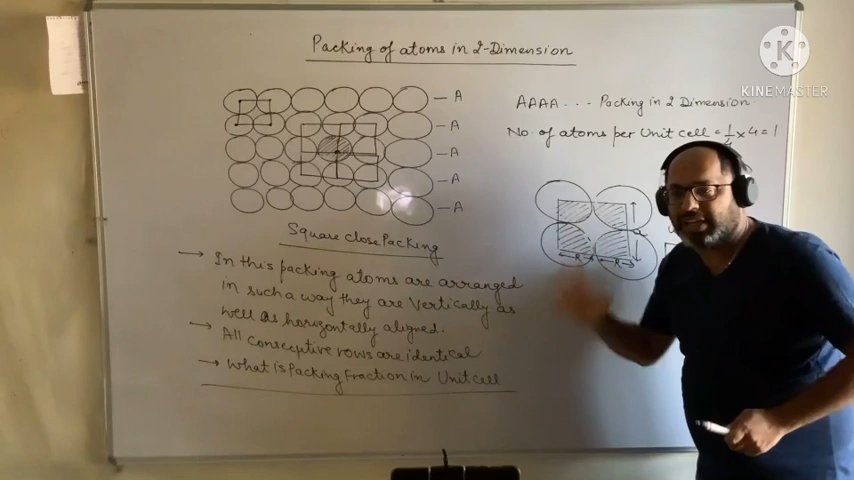 Packing of atoms in 2-Dimension
K
KINEMASTER
A
A
A
A
A
AAAA ... Packing in 2 Dimension
No. of atoms per Unit cell = 1/4 x 4 = 1
a
R R
Square close Packing
→ In this packing atoms are arranged
in such a way they are Vertically as
well as horizontally aligned.
→ All consecptive rows are identical
→ What is Packing Fraction in Unit cell